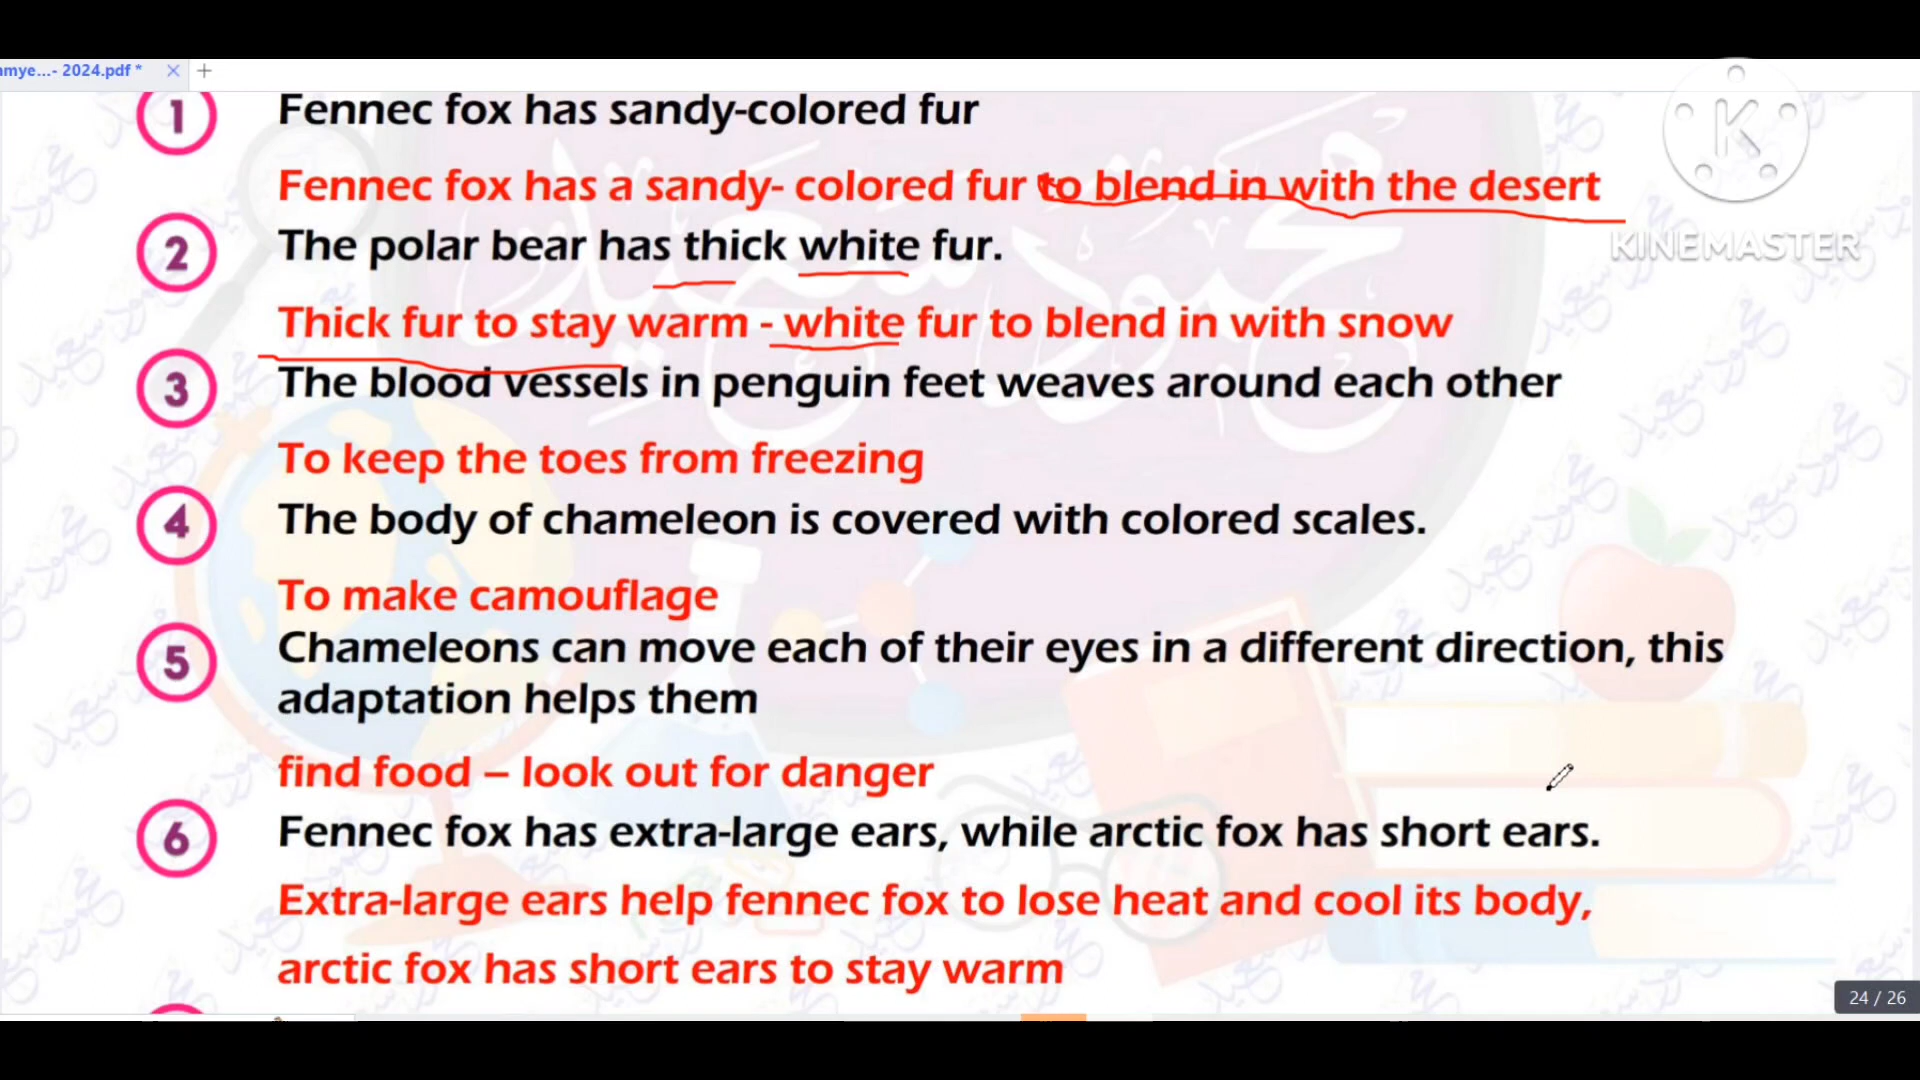 amye...- 2024.pdf *
1 Fennec fox has sandy-colored fur
Fennec fox has a sandy- colored fur to blend in with the desert
2 The polar bear has thick white fur.
Thick fur to stay warm - white fur to blend in with snow
3 The blood vessels in penguin feet weaves around each other
To keep the toes from freezing
4 The body of chameleon is covered with colored scales.
To make camouflage
5 Chameleons can move each of their eyes in a different direction, this
adaptation helps them
find food – look out for danger
6 Fennec fox has extra-large ears, while arctic fox has short ears.
Extra-large ears help fennec fox to lose heat and cool its body,
arctic fox has short ears to stay warm
K
KINEMASTER
محمود سعيد
24 / 26